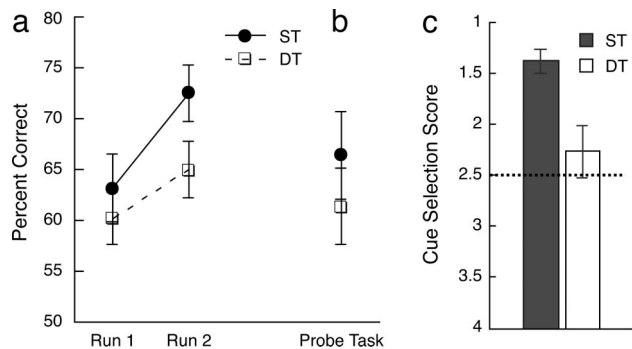 a
b
ST
DT
Percent Correct
80
75
70
65
60
55
50
Run 1
Run 2
Probe Task
c
ST
DT
Cue Selection Score
1
1.5
2
2.5
3
3.5
4